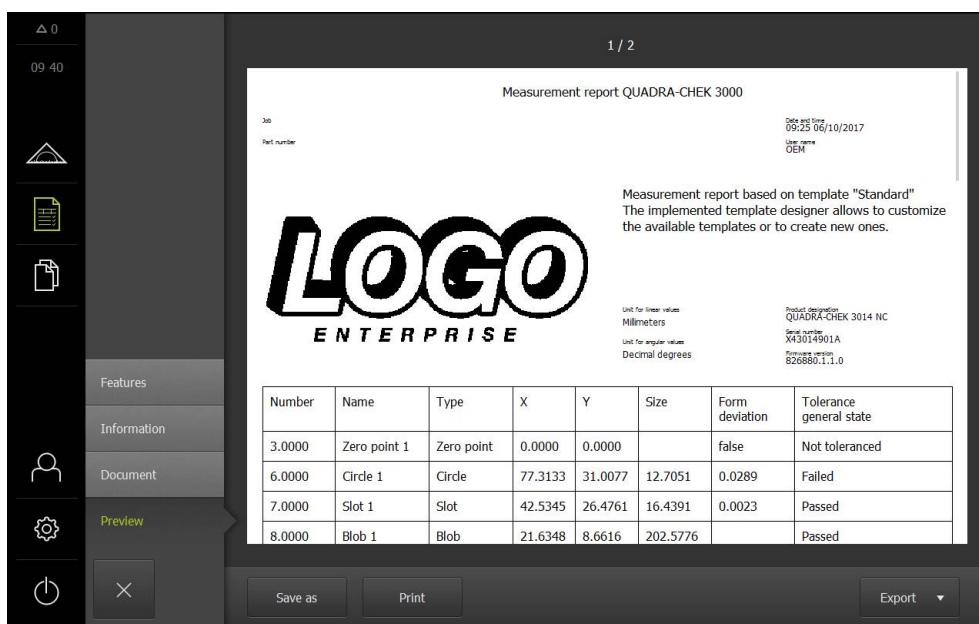 0
09 40
1 / 2
Measurement report QUADRA-CHEK 3000
Job
Part number
Date and time
09:25 06/10/2017
User name
OEM
Measurement report based on template "Standard"
The implemented template designer allows to customize
the available templates or to create new ones.
LOGO
ENTERPRISE
Unit for linear values
Millimeters
Unit for angular values
Decimal degrees
Product designation
QUADRA-CHEK 3014 NC
Serial number
X43014901A
Firmware version
826880.1.1.0
Features
Information
Document
Preview
Number Name Type X Y Size Form deviation Tolerance general state
3.0000 Zero point 1 Zero point 0.0000 0.0000 false Not toleranced
6.0000 Circle 1 Circle 77.3133 31.0077 12.7051 0.0289 Failed
7.0000 Slot 1 Slot 42.5345 26.4761 16.4391 0.0023 Passed
8.0000 Blob 1 Blob 21.6348 8.6616 202.5776 Passed
Save as
Print
Export